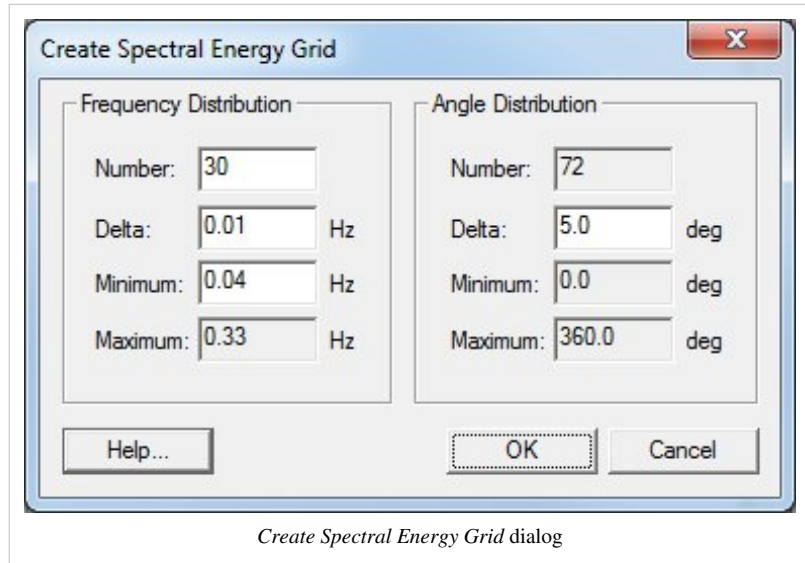 Create Spectral Energy Grid
Frequency Distribution
Number: 30
Delta: 0.01 Hz
Minimum: 0.04 Hz
Maximum: 0.33 Hz
Angle Distribution
Number: 72
Delta: 5.0 deg
Minimum: 0.0 deg
Maximum: 360.0 deg
Help... OK Cancel
Create Spectral Energy Grid dialog